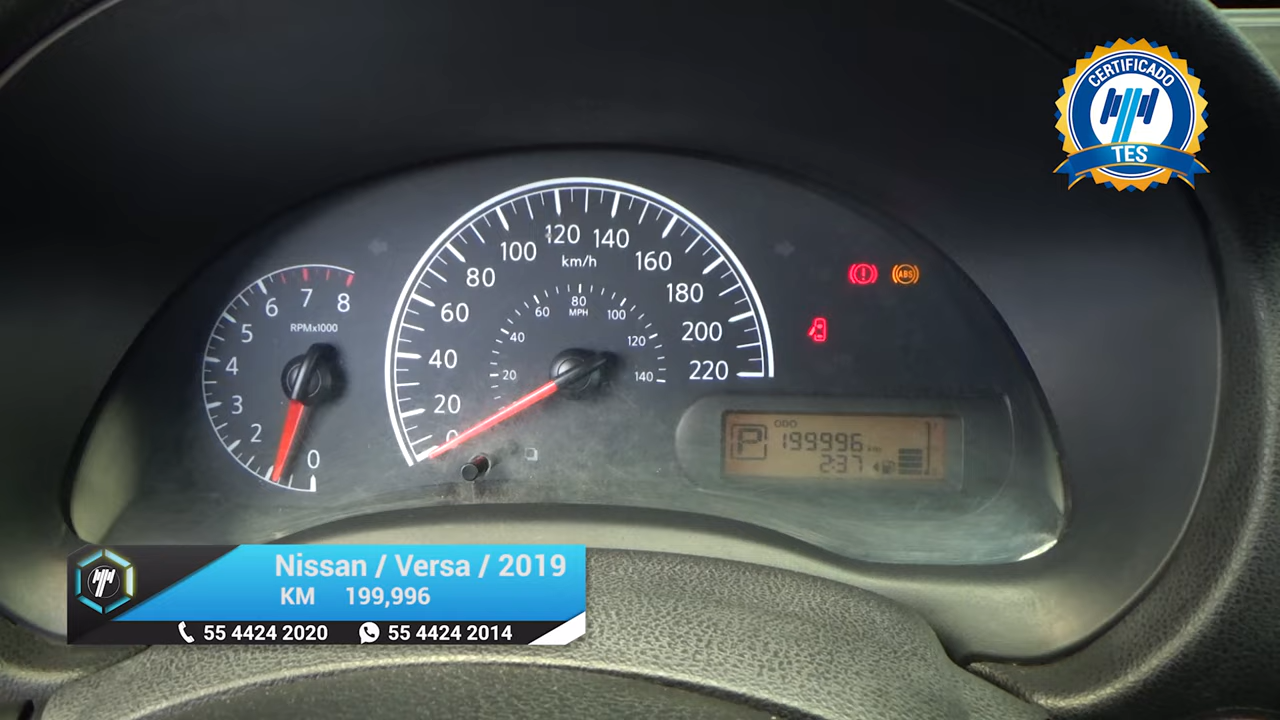 CERTIFICADO
TES
0
2
3
4
5
6
7
8
RPMx1000
0
20
40
60
80
100
120
140
160
180
200
220
km/h
20
40
60
80
100
120
140
MPH
ABS
P
ODO
199996
2:37
Nissan / Versa / 2019
KM 199,996
55 4424 2020 55 4424 2014